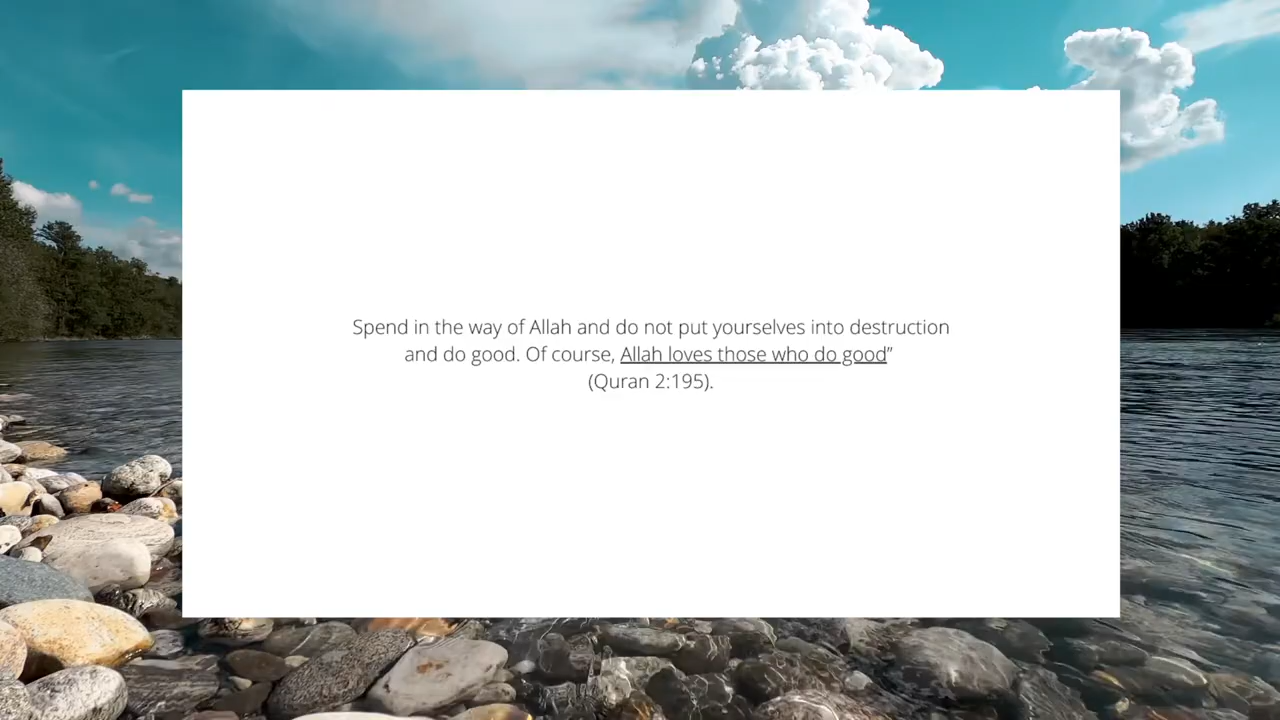 Spend in the way of Allah and do not put yourselves into destruction
and do good. Of course, Allah loves those who do good”
(Quran 2:195).